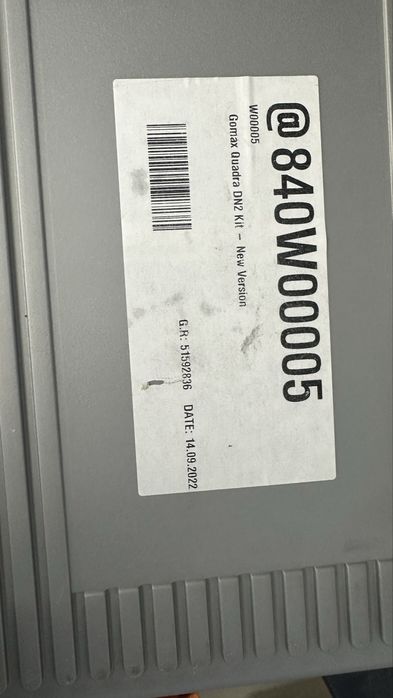 @840W00005
W00005
Gomax Quadra DN2 Kit - New Version
G.R: 51592836 DATE: 14.09.2022